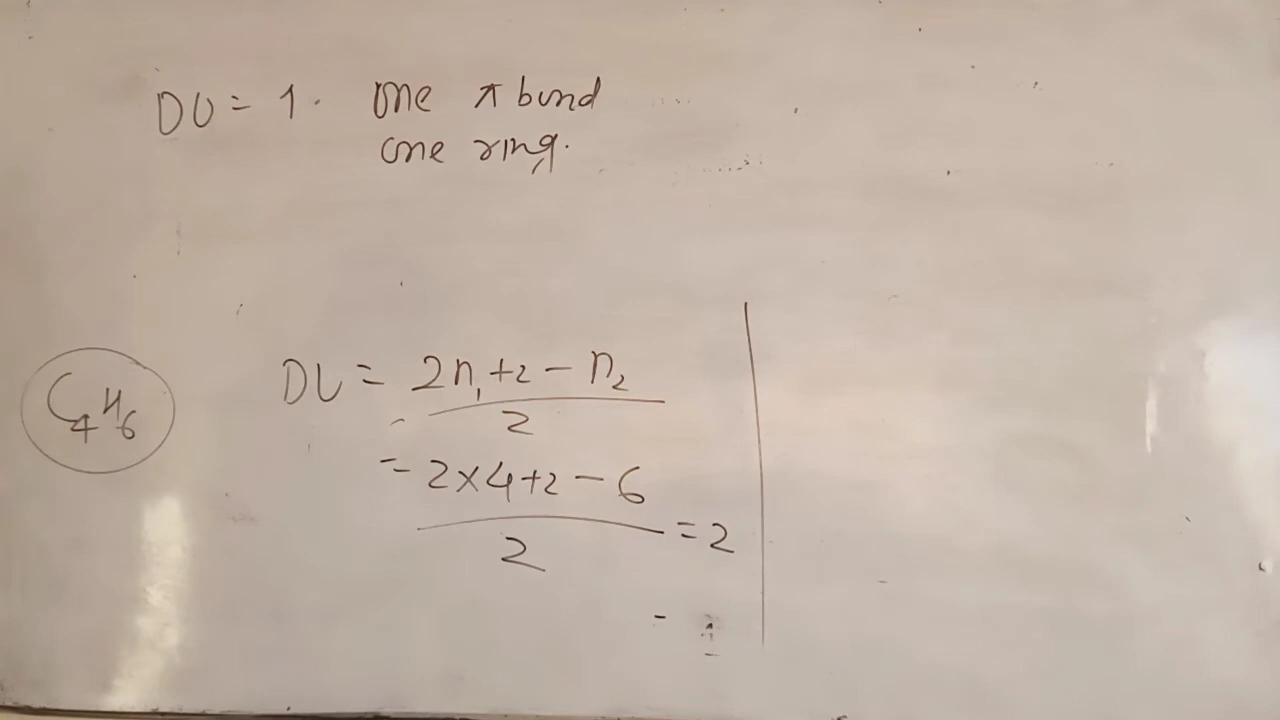 DU = 1. one π bond
one ring.
C₄H₆
DU = 2n₁+2-n₂
2
= 2×4+2-6
2
= 2